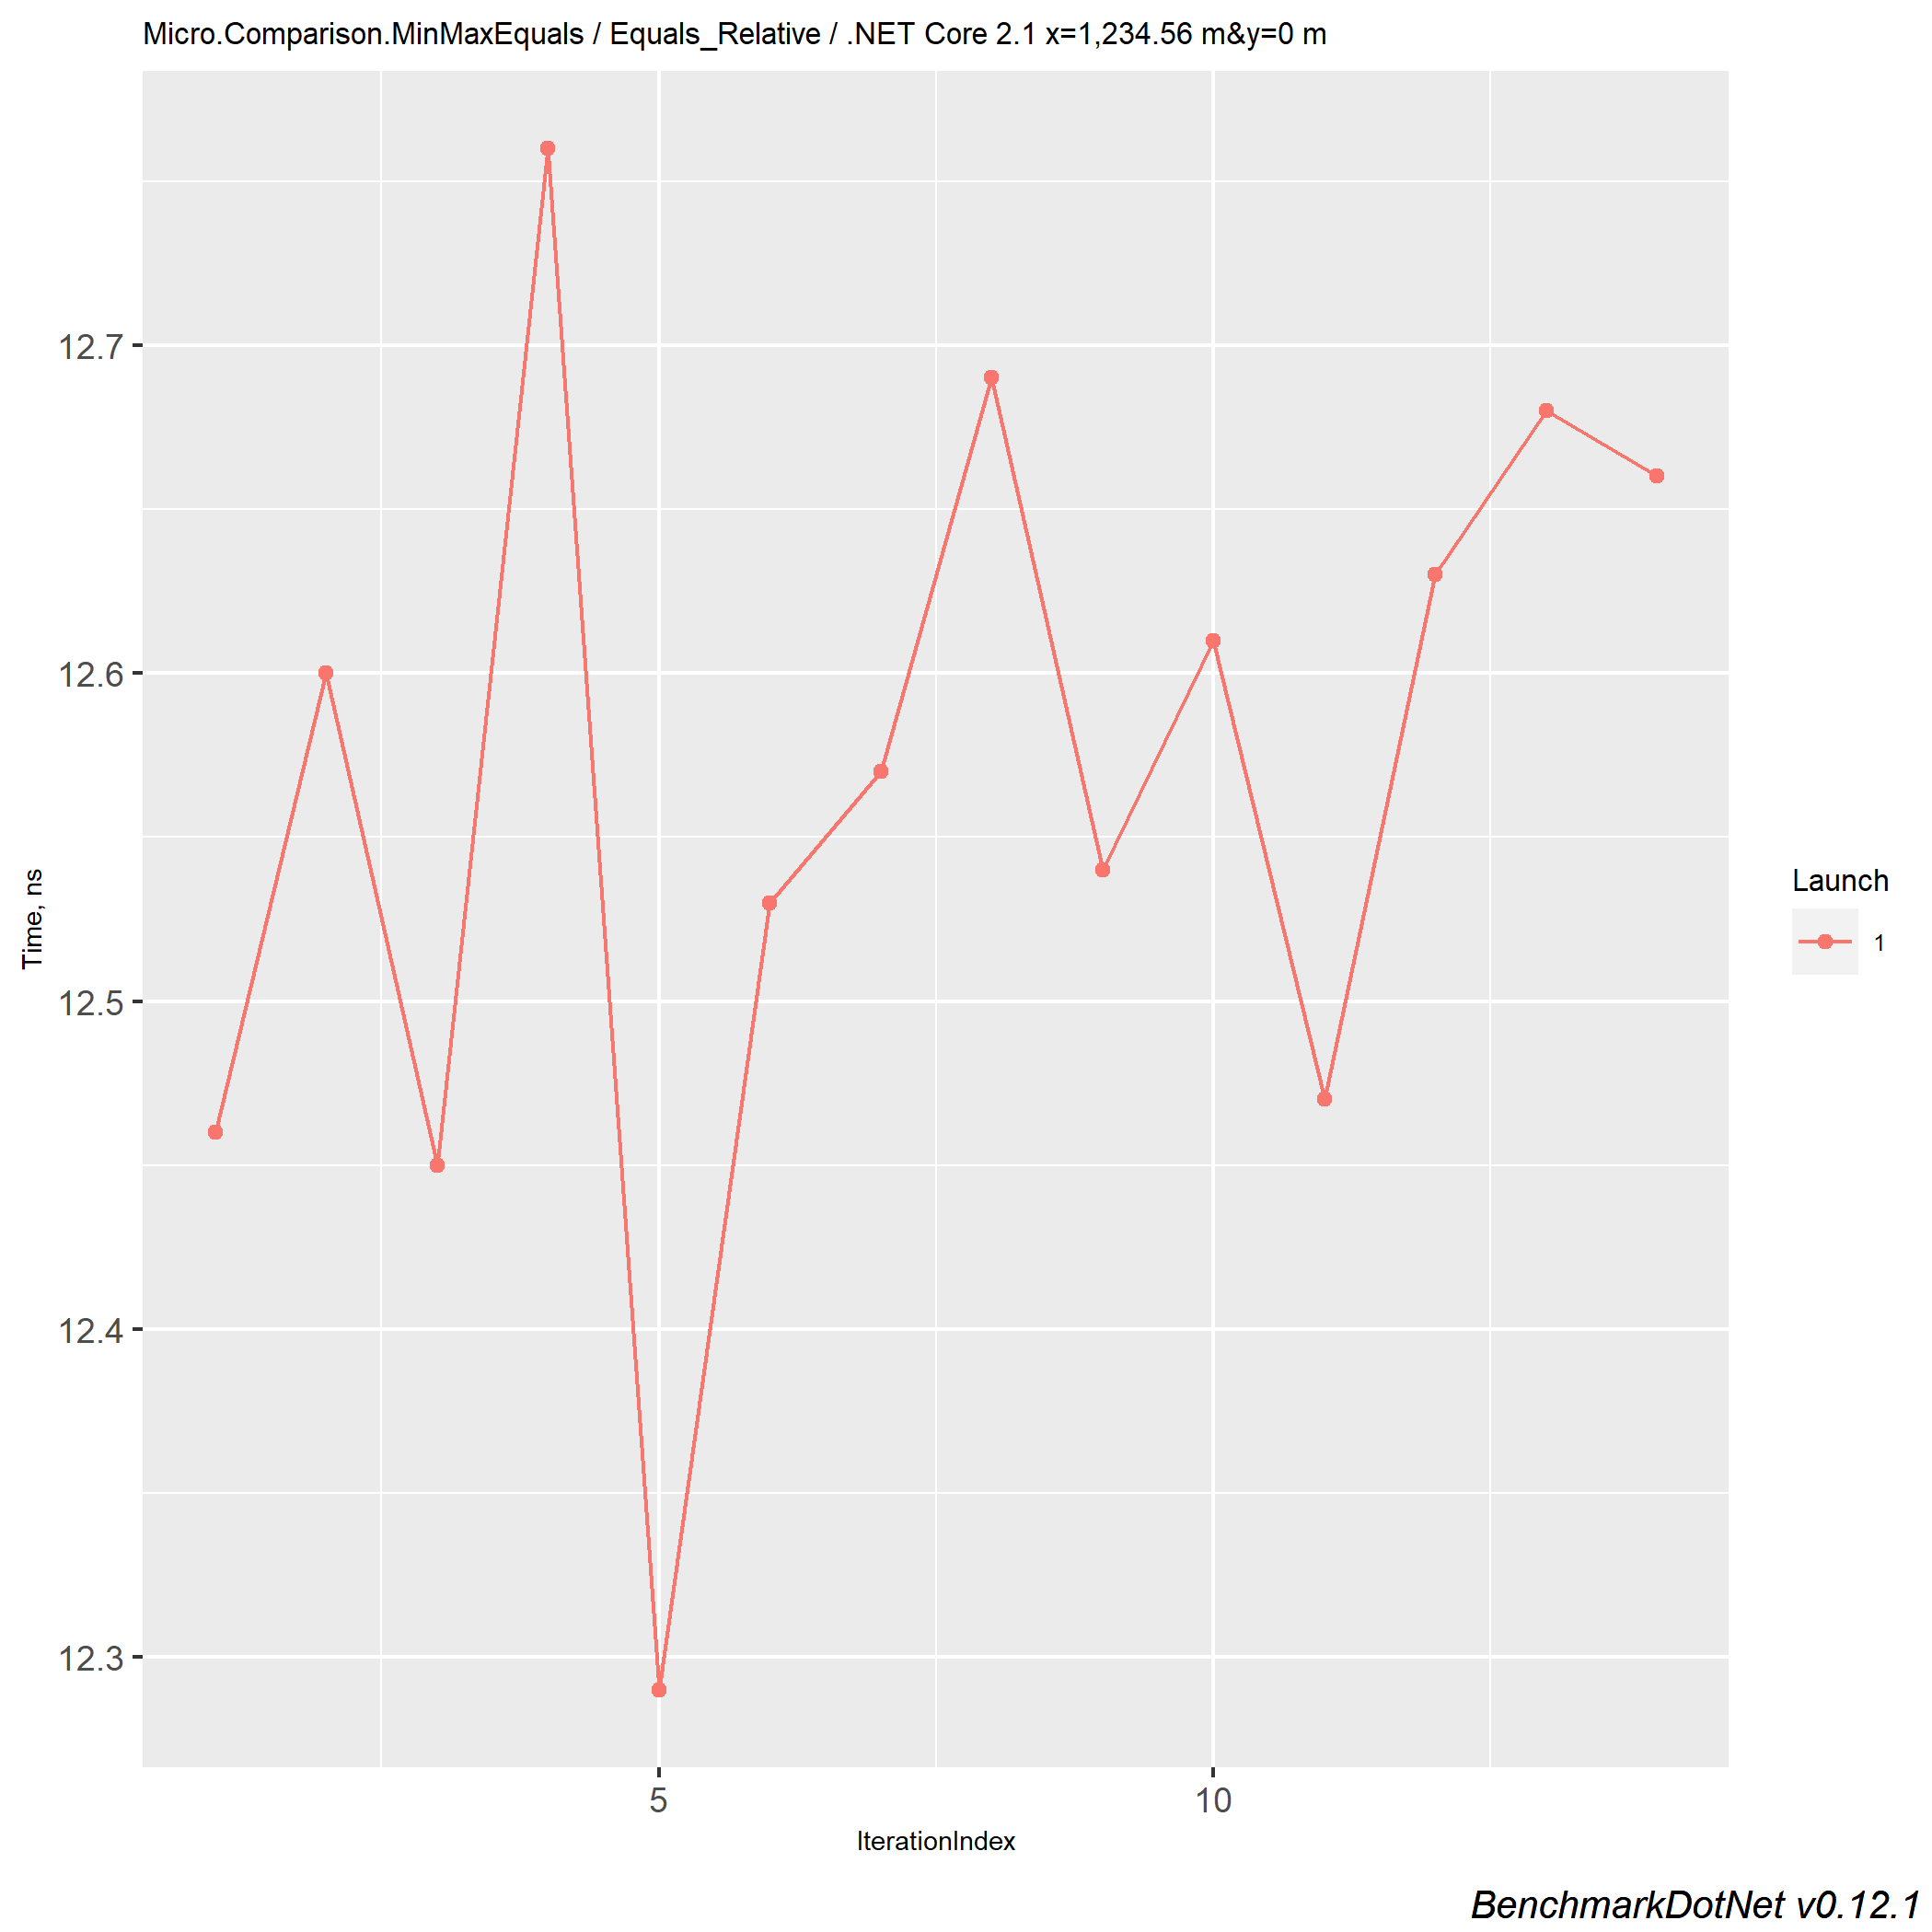 Micro.Comparison.MinMaxEquals / Equals_Relative / .NET Core 2.1 x=1,234.56 m&y=0 m
12.7
12.6
12.5
12.4
12.3
Time, ns
5
10
IterationIndex
Launch
1
BenchmarkDotNet v0.12.1